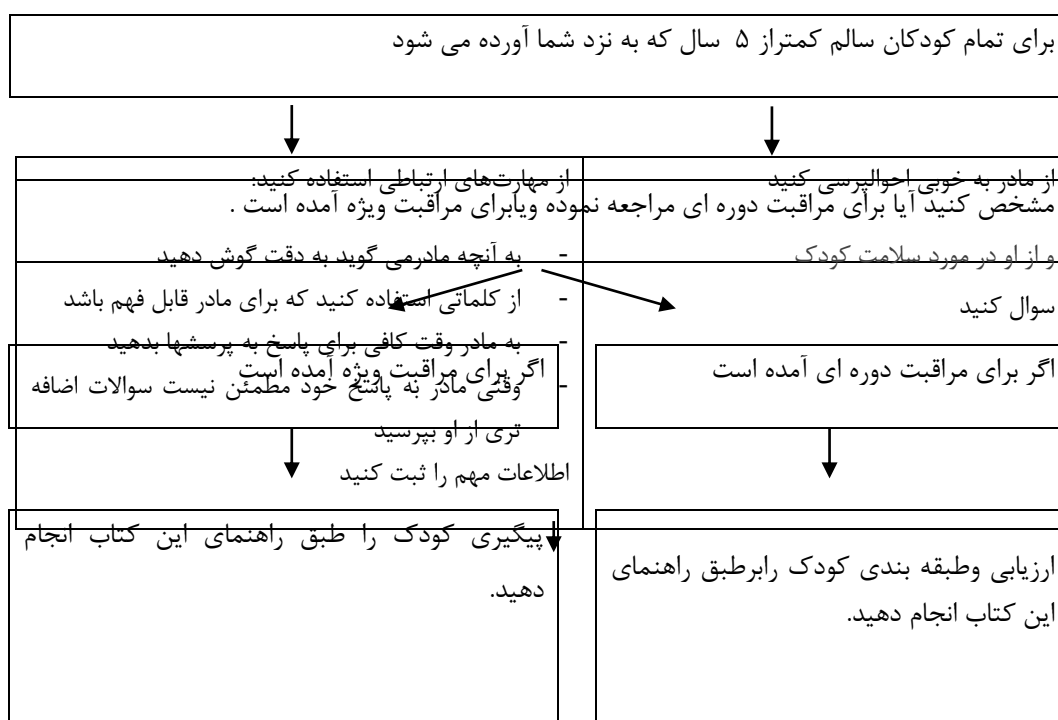 برای تمام کودکان سالم کمتراز ۵ سال که به نزد شما آورده می شود
از مادر به خوبی احوالپرسی کنید
و از او در مورد سلامت کودک
سوال کنید
از مهارت‌های ارتباطی استفاده کنید:
- به آنچه مادرمی گوید به دقت گوش دهید
- از کلماتی استفاده کنید که برای مادر قابل فهم باشد
- به مادر وقت کافی برای پاسخ به پرسشها بدهید
- وقتی مادر به پاسخ خود مطمئن نیست سوالات اضافه
تری از او بپرسید
اطلاعات مهم را ثبت کنید
مشخص کنید آیا برای مراقبت دوره ای مراجعه نموده ویابرای مراقبت ویژه آمده است .
اگر برای مراقبت دوره ای آمده است
اگر برای مراقبت ویژه آمده است
ارزیابی وطبقه بندی کودک رابرطبق راهنمای
این کتاب انجام دهید.
پیگیری کودک را طبق راهنمای این کتاب انجام
دهید.